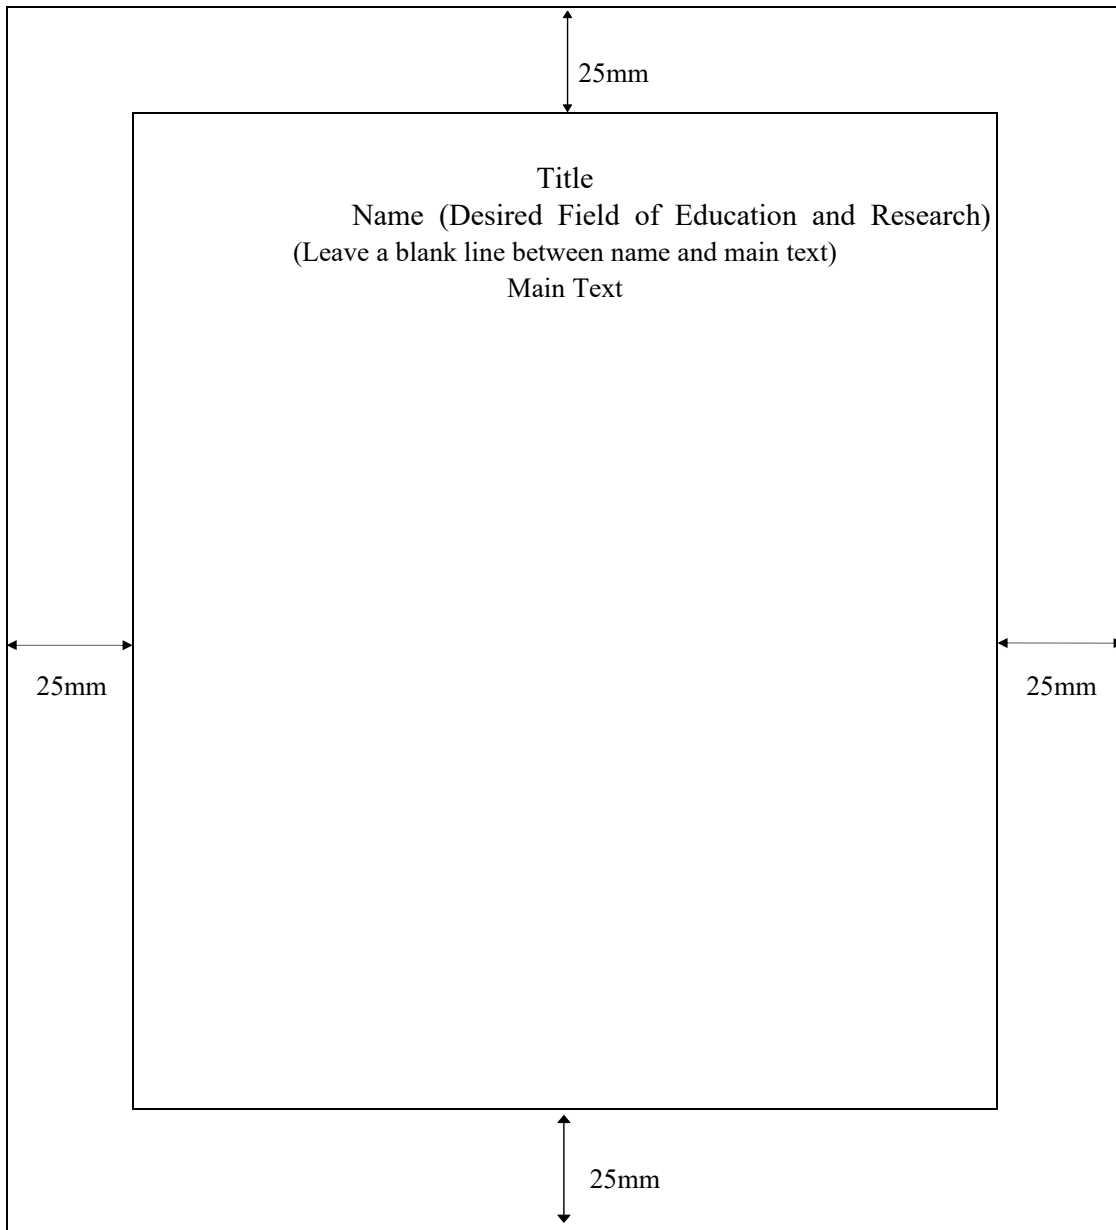 25mm
Title
Name (Desired Field of Education and Research)
(Leave a blank line between name and main text)
Main Text
25mm
25mm
25mm